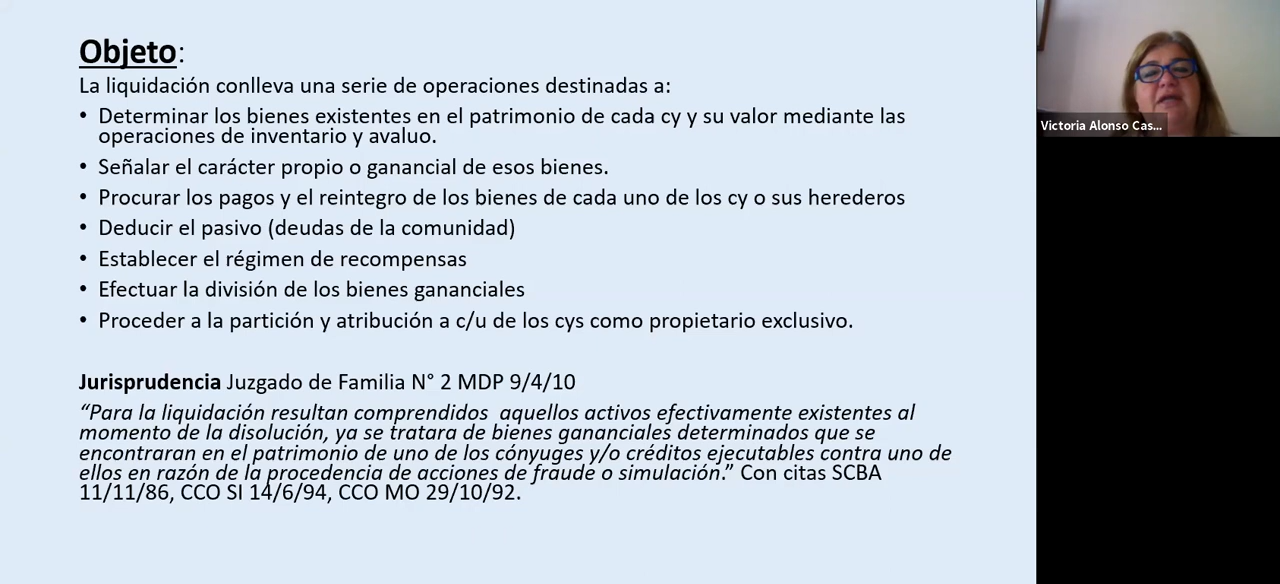 Objeto:
La liquidación conlleva una serie de operaciones destinadas a:
• Determinar los bienes existentes en el patrimonio de cada cy y su valor mediante las
operaciones de inventario y avaluo.
• Señalar el carácter propio o ganancial de esos bienes.
• Procurar los pagos y el reintegro de los bienes de cada uno de los cy o sus herederos
• Deducir el pasivo (deudas de la comunidad)
• Establecer el régimen de recompensas
• Efectuar la división de los bienes gananciales
• Proceder a la partición y atribución a c/u de los cys como propietario exclusivo.
Jurisprudencia Juzgado de Familia N° 2 MDP 9/4/10
“Para la liquidación resultan comprendidos aquellos activos efectivamente existentes al
momento de la disolución, ya se tratara de bienes gananciales determinados que se
encontraran en el patrimonio de uno de los cónyuges y/o créditos ejecutables contra uno de
ellos en razón de la procedencia de acciones de fraude o simulación.” Con citas SCBA
11/11/86, CCO SI 14/6/94, CCO MO 29/10/92.
Victoria Alonso Cas...